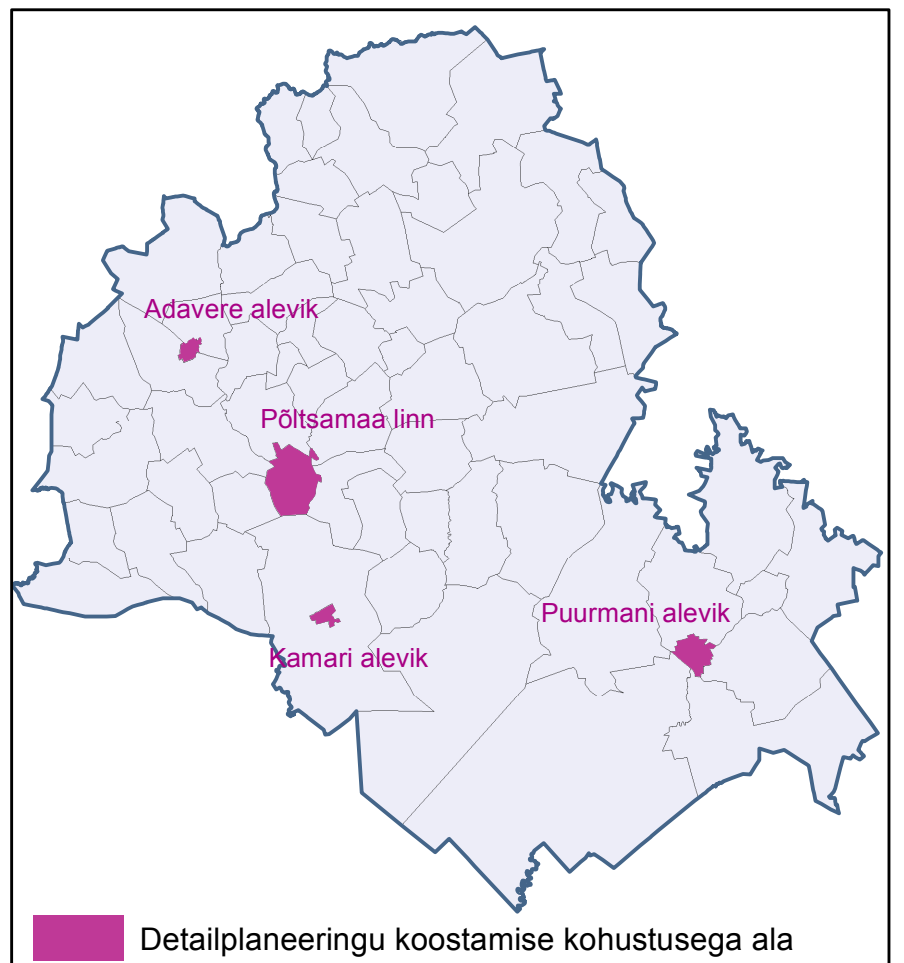 Adavere alevik
Põltsamaa linn
Puurmani alevik
Kamari alevik
Detailplaneeringu koostamise kohustusega ala